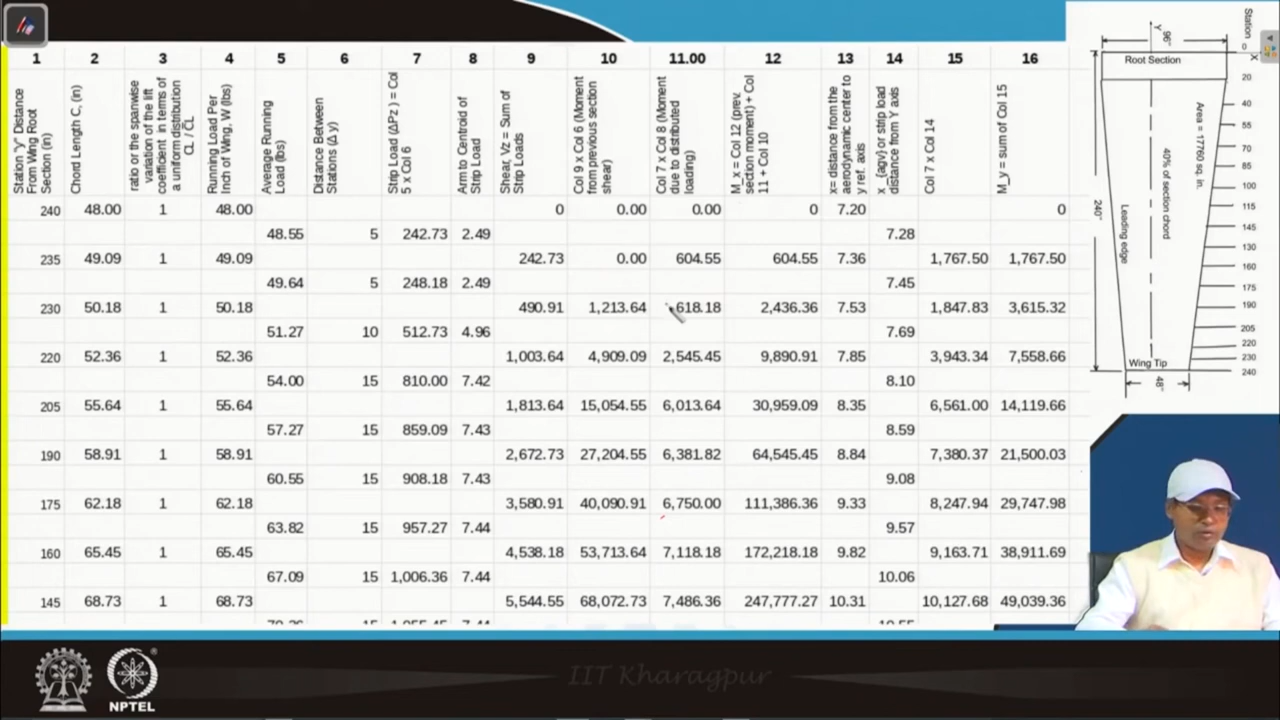 1 2 3 4 5 6 7 8 9 10 11.00 12 13 14 15 16
Station "y" Distance
From Wing Root
Section (in)
Chord Length C, (in)
ratio or the spanwise
variation of the lift
coefficient in terms of
a uniform distribution
CL / C̄L
Running Load Per
Inch of Wing, W (lbs)
Average Running
Load (lbs)
Distance Between
Stations (Δ y)
Strip Load (ΔPz ) = Col
5 x Col 6
Arm to Centroid of
Strip Load
Shear, Vz = Sum of
Strip Loads
Col 9 x Col 6 (Moment
from previous section
shear)
Col 7 x Col 8 (Moment
due to distributed
loading)
M_x = Col 12 (prev.
section moment) + Col
11 + Col 10
x= distance from the
aerodynamic center to
y ref. axis
x_{agv} or strip load
distance from Y axis
Col 7 x Col 14
M_y = sum of Col 15
240 48.00 1 48.00 0 0.00 0.00 0 7.20 0
48.55 5 242.73 2.49 7.28
235 49.09 1 49.09 242.73 0.00 604.55 604.55 7.36 1,767.50 1,767.50
49.64 5 248.18 2.49 7.45
230 50.18 1 50.18 490.91 1,213.64 618.18 2,436.36 7.53 1,847.83 3,615.32
51.27 10 512.73 4.96 7.69
220 52.36 1 52.36 1,003.64 4,909.09 2,545.45 9,890.91 7.85 3,943.34 7,558.66
54.00 15 810.00 7.42 8.10
205 55.64 1 55.64 1,813.64 15,054.55 6,013.64 30,959.09 8.35 6,561.00 14,119.66
57.27 15 859.09 7.43 8.59
190 58.91 1 58.91 2,672.73 27,204.55 6,381.82 64,545.45 8.84 7,380.37 21,500.03
60.55 15 908.18 7.43 9.08
175 62.18 1 62.18 3,580.91 40,090.91 6,750.00 111,386.36 9.33 8,247.94 29,747.98
63.82 15 957.27 7.44 9.57
160 65.45 1 65.45 4,538.18 53,713.64 7,118.18 172,218.18 9.82 9,163.71 38,911.69
67.09 15 1,006.36 7.44 10.06
145 68.73 1 68.73 5,544.55 68,072.73 7,486.36 247,777.27 10.31 10,127.68 49,039.36
Station
96"
Y
X
Root Section
Area = 17760 sq. in.
40% of section chord
Leading edge
240"
Wing Tip
48"
0
20
40
55
70
85
100
115
145
130
160
175
190
205
220
230
240
IIT Kharagpur
NPTEL